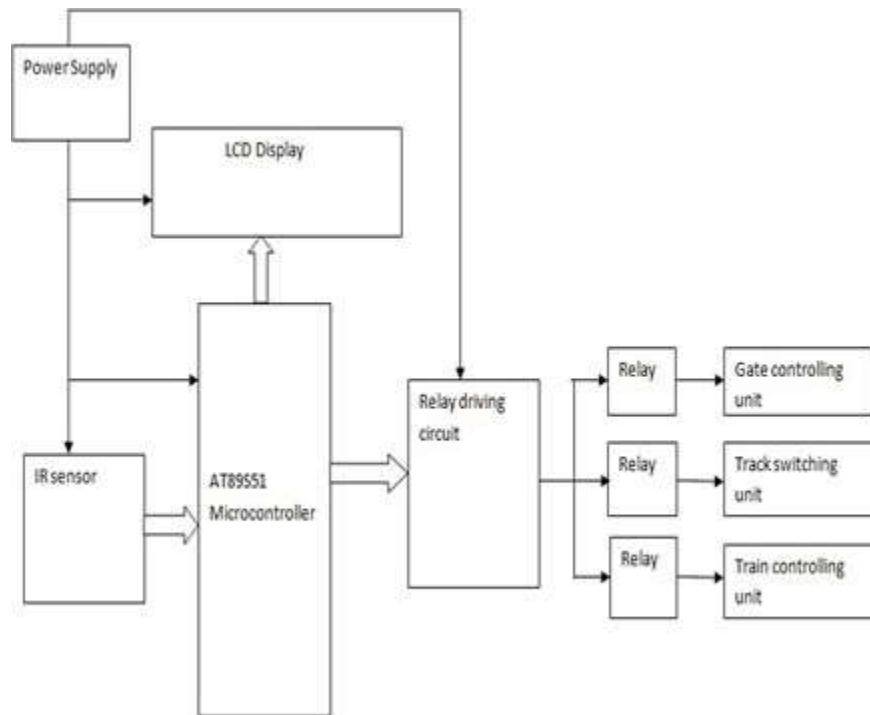 Power Supply
LCD Display
Relay
Gate controlling
unit
Relay driving
circuit
Relay
Track switching
unit
IR sensor
AT89S51
Microcontroller
Relay
Train controlling
unit